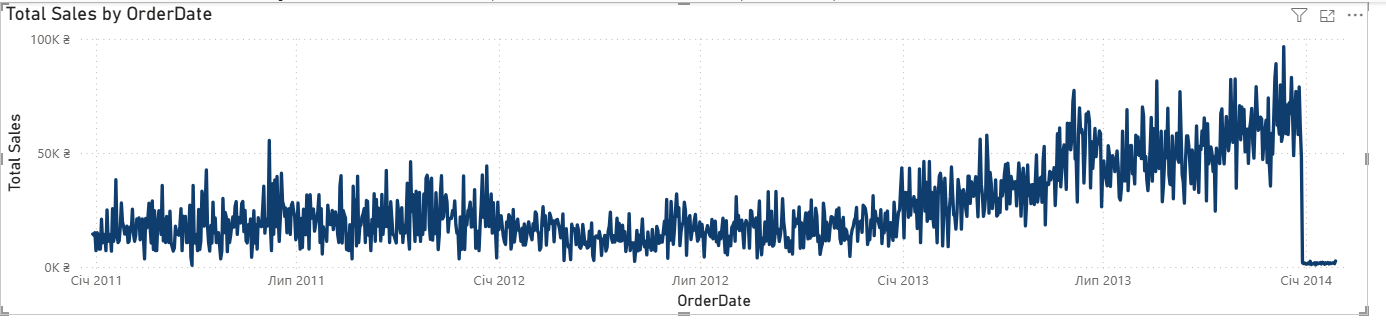 Total Sales by OrderDate
100K ₴
50K ₴
0K ₴
Total Sales
Січ 2011
Лип 2011
Січ 2012
Лип 2012
Січ 2013
Лип 2013
Січ 2014
OrderDate